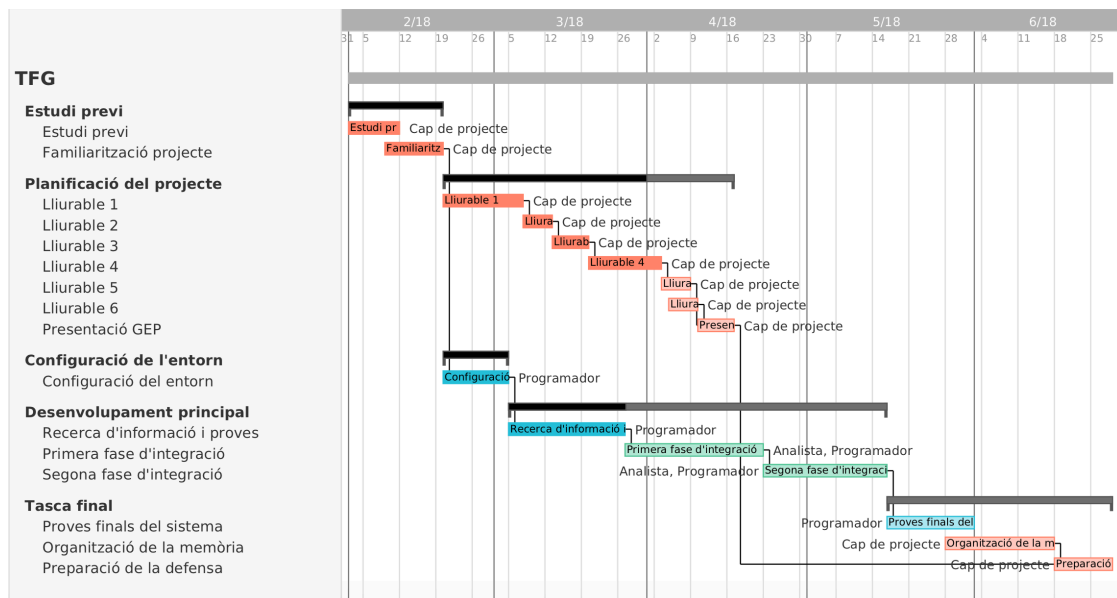 2/18 3/18 4/18 5/18 6/18
31 5 12 19 26 5 12 19 26 2 9 16 23 30 7 14 21 28 4 11 18 25
TFG
Estudi previ
Estudi previ Estudi pr Cap de projecte
Familiarització projecte Familiaritz Cap de projecte
Planificació del projecte
Lliurable 1 Lliurable 1 Cap de projecte
Lliurable 2 Lliura Cap de projecte
Lliurable 3 Lliurab Cap de projecte
Lliurable 4 Lliurable 4 Cap de projecte
Lliurable 5 Lliura Cap de projecte
Lliurable 6 Lliura Cap de projecte
Presentació GEP Presen Cap de projecte
Configuració de l'entorn
Configuració del entorn Configuració Programador
Desenvolupament principal
Recerca d'informació i proves Recerca d'informació Programador
Primera fase d'integració Primera fase d'integració Analista, Programador
Segona fase d'integració Analista, Programador Segona fase d'integraci
Tasca final
Proves finals del sistema Programador Proves finals del
Organització de la memòria Cap de projecte Organització de la m
Preparació de la defensa Cap de projecte Preparació